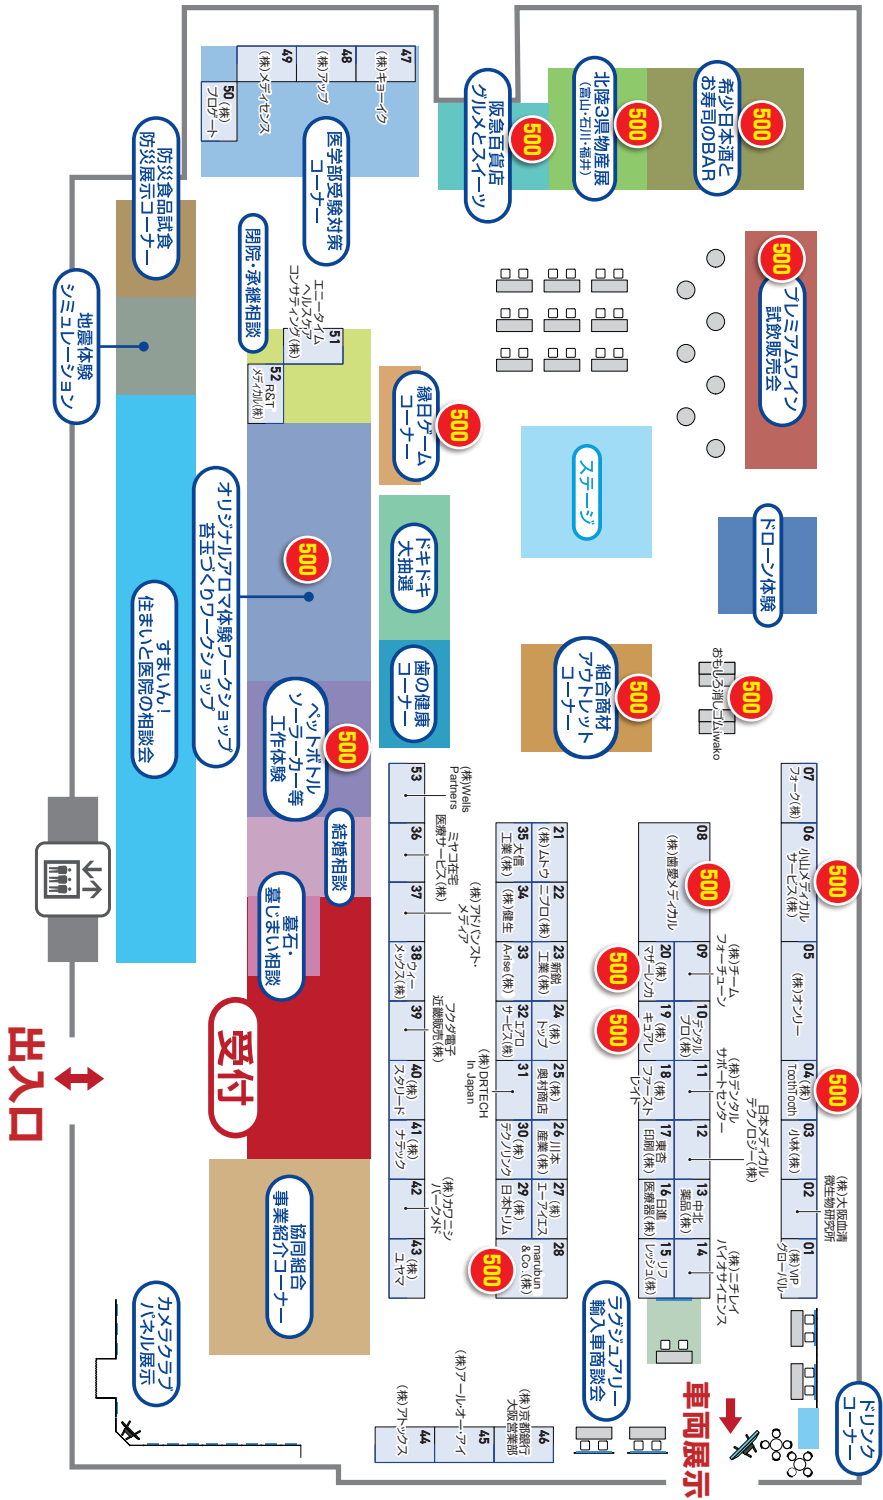 希少日本酒と
お寿司のBAR
500
北陸3県物産展
(富山・石川・福井)
500
阪急百貨店
グルメとスイーツ
500
47
(株)キョーイク
48
(株)アップ
49
(株)メディセンス
50 (株)
プロゲート
医学部受験対策
コーナー
防災食品試食
防災展示コーナー
地震体験
シミュレーション
閉院・承継相談
51
エニータイム
ヘルスケア
コンサティング(株)
52 R&T
メディカル(株)
プレミアムワイン
試飲販売会
500
縁日ゲーム
コーナー
500
ステージ
ドローン体験
ドキドキ
大抽選
歯の健康
コーナー
オリジナルアロマ体験ワークショップ
苔玉づくりワークショップ
500
すまいん!
住まいと医院の相談会
ペットボトル
ソーラーカー等
工作体験
500
組合商材
アウトレット
コーナー
500
おもしろ消しゴムiwako
500
結婚相談
墓石・
墓じまい相談
受付
出入口
07
フォーク(株)
06 小山メディカル
サービス(株)
500
05
(株)オンリー
04 (株)
ToothTooth
500
03
小林(株)
02
(株)大阪血清
微生物研究所
01
(株)VIP
グローバル
08
(株)歯愛メディカル
500
09
(株)チーム
フォーチューン
10 デンタル
プロ(株)
11
(株)デンタル
サポートセンター
12
日本メディカル
テクノロジー(株)
13 中北
薬品(株)
14
(株)ニチレイ
バイオサイエンス
20 (株)
マザーレンカ
500
19 (株)
キュアレ
500
18 (株)
ファースト
レイト
17 東杏
印刷(株)
16 日進
医療器(株)
15 リフ
レッシュ(株)
21
(株)ムトウ
22
ニプロ(株)
23 新鋭
工業(株)
24 (株)
トップ
25 (株)
奥村商店
26 川本
産業(株)
27 (株)
エーアイエス
28
marubun
&Co.(株)
500
35 大信
工業(株)
34
(株)健生
33
A-rise(株)
32 エアロ
サービス(株)
31
(株)DRTECH
In Japan
30 (株)
テクノリンク
29 (株)
日本トリム
53
(株)Wells
Partners
36
ミヤコ在宅
医療サービス(株)
37
(株)アドバンスト・
メディア
38 ウィー
メックス(株)
39
フクダ電子
近畿販売(株)
40 (株)
スタリード
41 (株)
ナテック
42
(株)カワニシ
バークメド
43 (株)
ユヤマ
協同組合
事業紹介コーナー
カメラクラブ
パネル展示
ラグジュアリー
輸入車商談会
車両展示
ドリンク
コーナー
46
(株)京都銀行
大阪営業部
45
(株)アール・オー・アイ
44
(株)アトックス